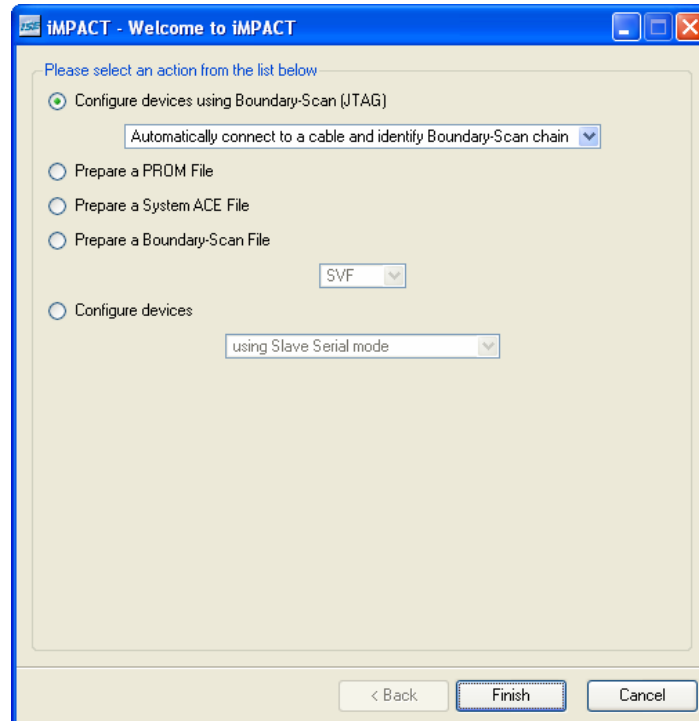 ISE iMPACT - Welcome to iMPACT
Please select an action from the list below
Configure devices using Boundary-Scan (JTAG)
Automatically connect to a cable and identify Boundary-Scan chain
Prepare a PROM File
Prepare a System ACE File
Prepare a Boundary-Scan File
SVF
Configure devices
using Slave Serial mode
< Back Finish Cancel